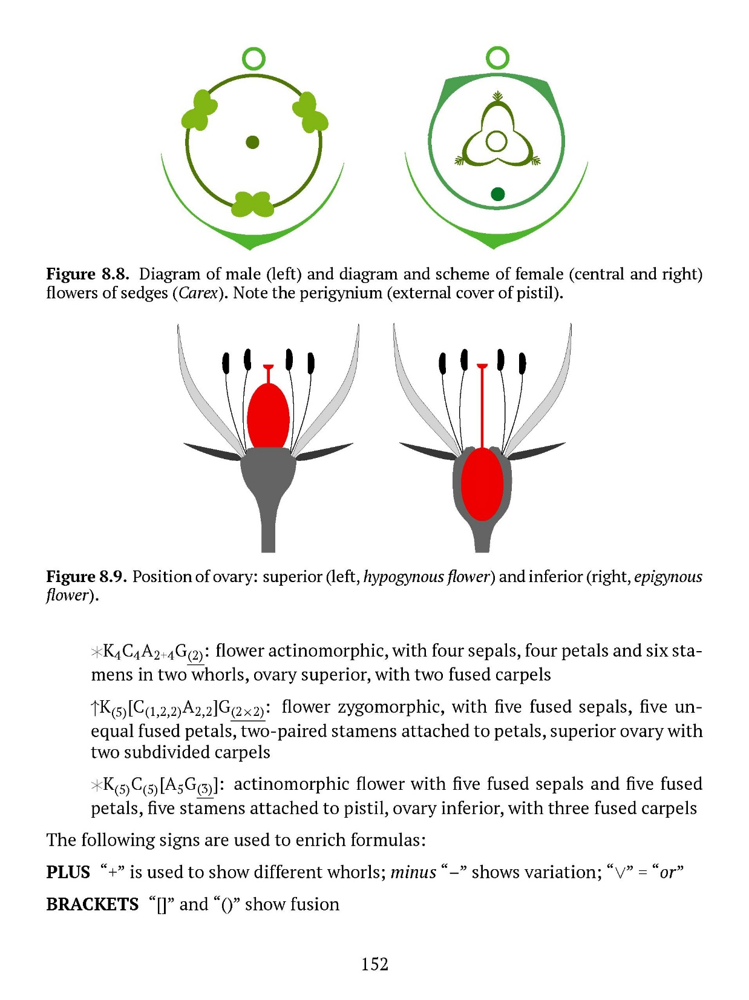 Figure 8.8. Diagram of male (left) and diagram and scheme of female (central and right)
flowers of sedges (Carex). Note the perigynium (external cover of pistil).
Figure 8.9. Position of ovary: superior (left, hypogynous flower) and inferior (right, epigynous
flower).
∗K₄C₄A₂₊₄G₍₂₎: flower actinomorphic, with four sepals, four petals and six sta-
mens in two whorls, ovary superior, with two fused carpels
↑K₍₅₎[C₍₁,₂,₂₎A₂,₂]G₍₂ₓ₂₎: flower zygomorphic, with five fused sepals, five un-
equal fused petals, two-paired stamens attached to petals, superior ovary with
two subdivided carpels
∗K₍₅₎C₍₅₎[A₅G₍₃₎]: actinomorphic flower with five fused sepals and five fused
petals, five stamens attached to pistil, ovary inferior, with three fused carpels
The following signs are used to enrich formulas:
PLUS “+” is used to show different whorls; minus “–” shows variation; “∨” = “or”
BRACKETS “[]” and “()” show fusion
152